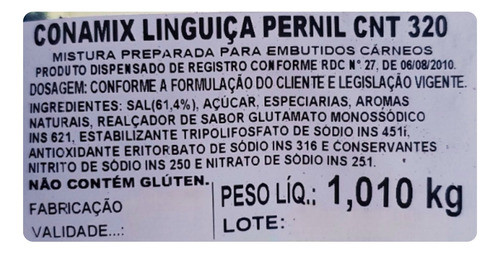 CONAMIX LINGUIÇA PERNIL CNT 320
MISTURA PREPARADA PARA EMBUTIDOS CÁRNEOS
PRODUTO DISPENSADO DE REGISTRO CONFORME RDC Nº 27, DE 06/08/2010.
DOSAGEM: CONFORME A FORMULAÇÃO DO CLIENTE E LEGISLAÇÃO VIGENTE.
INGREDIENTES: SAL(61,4%), AÇÚCAR, ESPECIARIAS, AROMAS
NATURAIS, REALÇADOR DE SABOR GLUTAMATO MONOSSÓDICO
INS 621, ESTABILIZANTE TRIPOLIFOSFATO DE SÓDIO INS 451i,
ANTIOXIDANTE ERITORBATO DE SÓDIO INS 316 E CONSERVANTES
NITRITO DE SÓDIO INS 250 E NITRATO DE SÓDIO INS 251.
NÃO CONTÉM GLÚTEN.
PESO LÍQ.: 1,010 kg
FABRICAÇÃO
LOTE:
VALIDADE...: